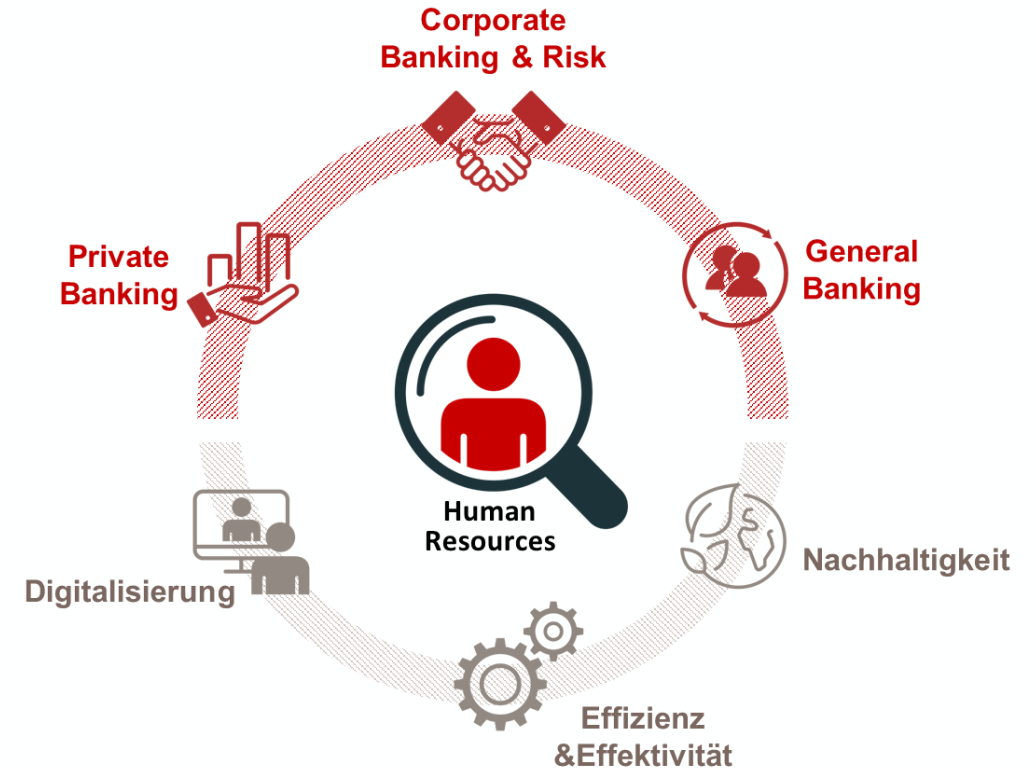 Corporate
Banking & Risk
Private
Banking
General
Banking
Human
Resources
Digitalisierung
Nachhaltigkeit
Effizienz
&Effektivität